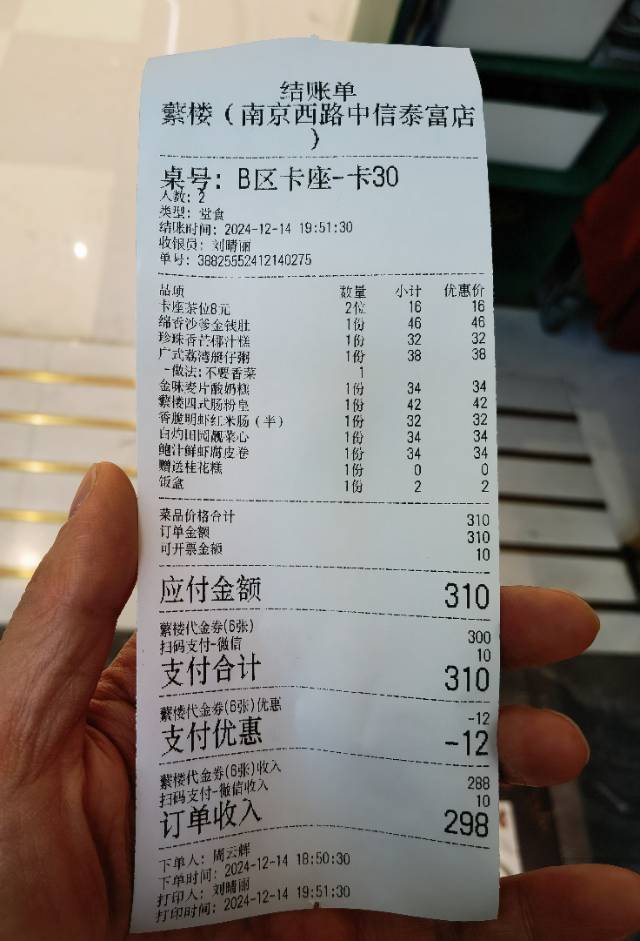 结账单
蘩楼（南京西路中信泰富店
）
桌号: B区卡座-卡30
人数: 2
类型: 堂食
结账时间: 2024-12-14 19:51:30
收银员: 刘晴丽
单号: 38825552412140275
品项 数量 小计 优惠价
卡座茶位8元 2位 16 16
绵香沙爹金钱肚 1份 46 46
珍珠香芒椰汁糕 1份 32 32
广式荔湾艇仔粥 1份 38 38
-做法:不要香菜 1
金味麦片酸奶糕 1份 34 34
蘩楼四式肠粉皇 1份 42 42
香脆明虾红米肠（半） 1份 32 32
白灼田园靓菜心 1份 34 34
鲍汁鲜虾腐皮卷 1份 34 34
赠送桂花糕 1份 0 0
饭盒 1份 2 2
菜品价格合计 310
订单金额 310
可开票金额 10
应付金额 310
蘩楼代金券(6张) 300
扫码支付-微信 10
支付合计 310
蘩楼代金券(6张)优惠 -12
支付优惠 -12
蘩楼代金券(6张)收入 288
扫码支付-微信收入 10
订单收入 298
下单人: 周云辉
下单时间: 2024-12-14 18:50:30
打印人: 刘晴丽
打印时间: 2024-12-14 19:51:30